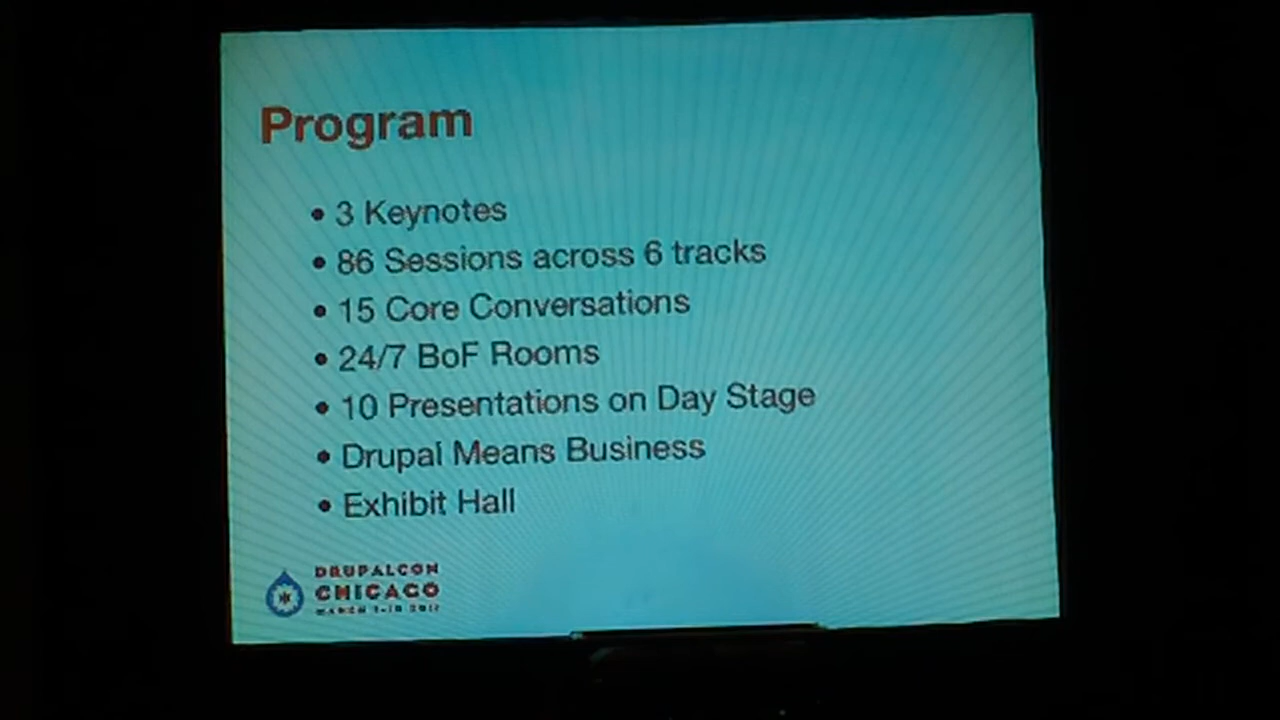 Program
• 3 Keynotes
• 86 Sessions across 6 tracks
• 15 Core Conversations
• 24/7 BoF Rooms
• 10 Presentations on Day Stage
• Drupal Means Business
• Exhibit Hall
DRUPALCON
CHICAGO
MARCH